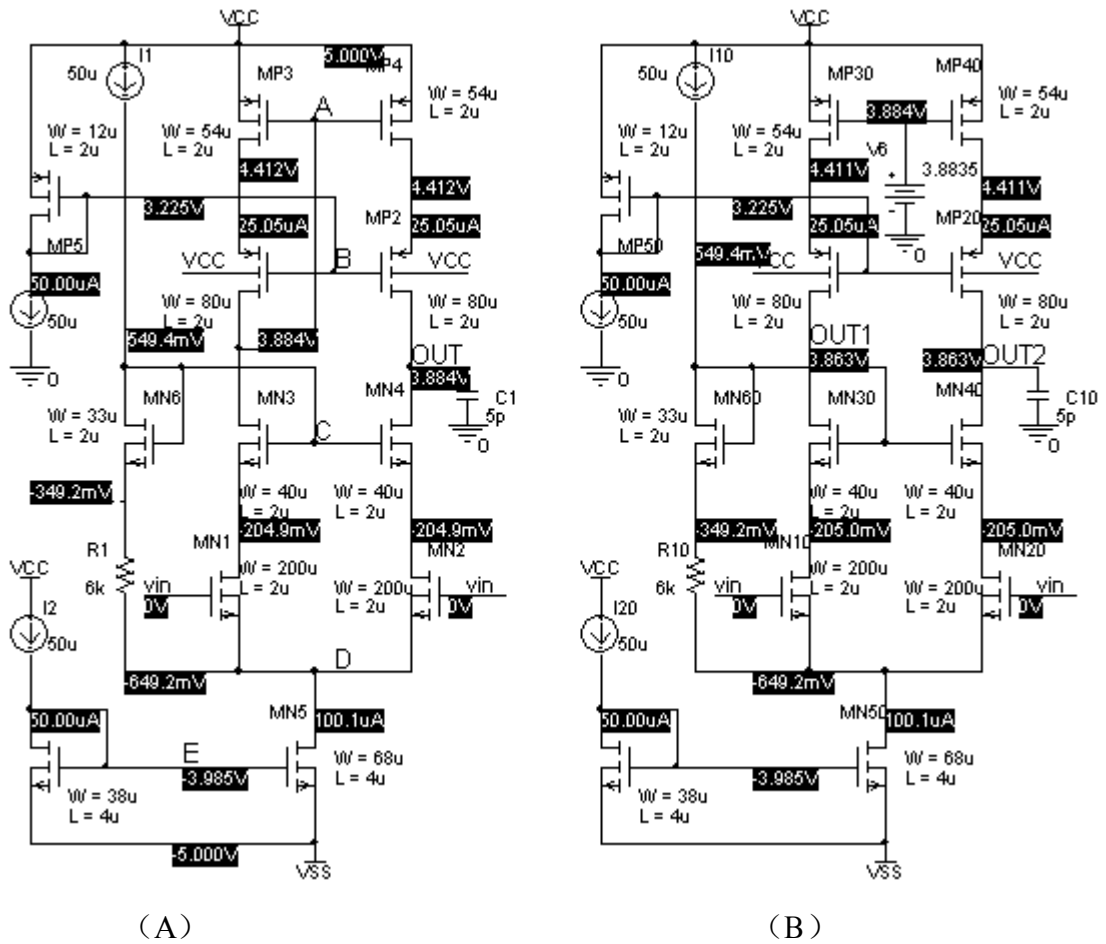 VCC
I1
50u
5.000V
MP3
MP4
A
W = 54u
L = 2u
W = 12u
L = 2u
W = 54u
L = 2u
4.412V
4.412V
3.225V
25.05uA
MP2
25.05uA
MP5
VCC
B
VCC
50.00uA
50u
W = 80u
L = 2u
W = 80u
L = 2u
549.4mV
3.884V
OUT
3.884V
0
MN6
MN3
MN4
C1
5p
W = 33u
L = 2u
C
0
-349.2mV
W = 40u
L = 2u
W = 40u
L = 2u
-204.9mV
-204.9mV
R1
6k
MN1
MN2
VCC
W = 200u
L = 2u
W = 200u
L = 2u
vin
0V
vin
0V
I2
50u
D
-649.2mV
MN5
50.00uA
100.1uA
E
-3.985V
W = 68u
L = 4u
W = 38u
L = 4u
-5.000V
VSS
(A)
VCC
I10
50u
MP30
MP40
3.884V
W = 54u
L = 2u
W = 12u
L = 2u
W = 54u
L = 2u
V6
3.8835
4.411V
4.411V
3.225V
25.05uA
MP20
25.05uA
MP50
549.4mV
0
VCC
VCC
50.00uA
50u
W = 80u
L = 2u
W = 80u
L = 2u
OUT1
3.863V
3.863V
OUT2
0
MN60
MN30
MN40
C10
5p
W = 33u
L = 2u
0
W = 40u
L = 2u
W = 40u
L = 2u
-349.2mV
-205.0mV
-205.0mV
R10
6k
MN10
MN20
VCC
W = 200u
L = 2u
W = 200u
L = 2u
vin
0V
vin
0V
I20
50u
-649.2mV
MN50
50.00uA
100.1uA
-3.985V
W = 68u
L = 4u
W = 38u
L = 4u
VSS
(B)